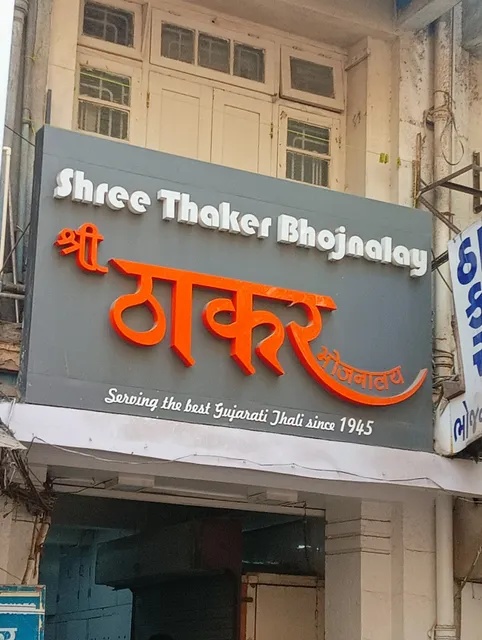 Shree Thaker Bhojnalay
श्री ठाकर भोजनालय
Serving the best Gujarati Thali since 1945